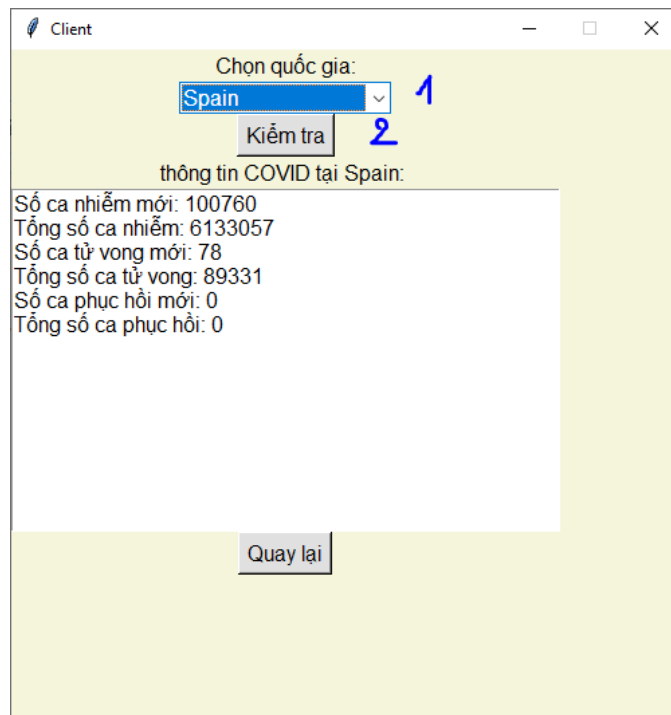 Client
Chọn quốc gia:
Spain 1
Kiểm tra 2
thông tin COVID tại Spain:
Số ca nhiễm mới: 100760
Tổng số ca nhiễm: 6133057
Số ca tử vong mới: 78
Tổng số ca tử vong: 89331
Số ca phục hồi mới: 0
Tổng số ca phục hồi: 0
Quay lại